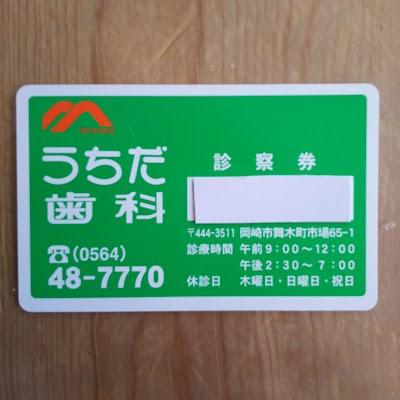 うちだ
歯科
☎(0564)
48-7770
診察券
〒444-3511 岡崎市舞木町市場65-1
診療時間 午前9:00〜12:00
午後2:30〜7:00
休診日 木曜日・日曜日・祝日